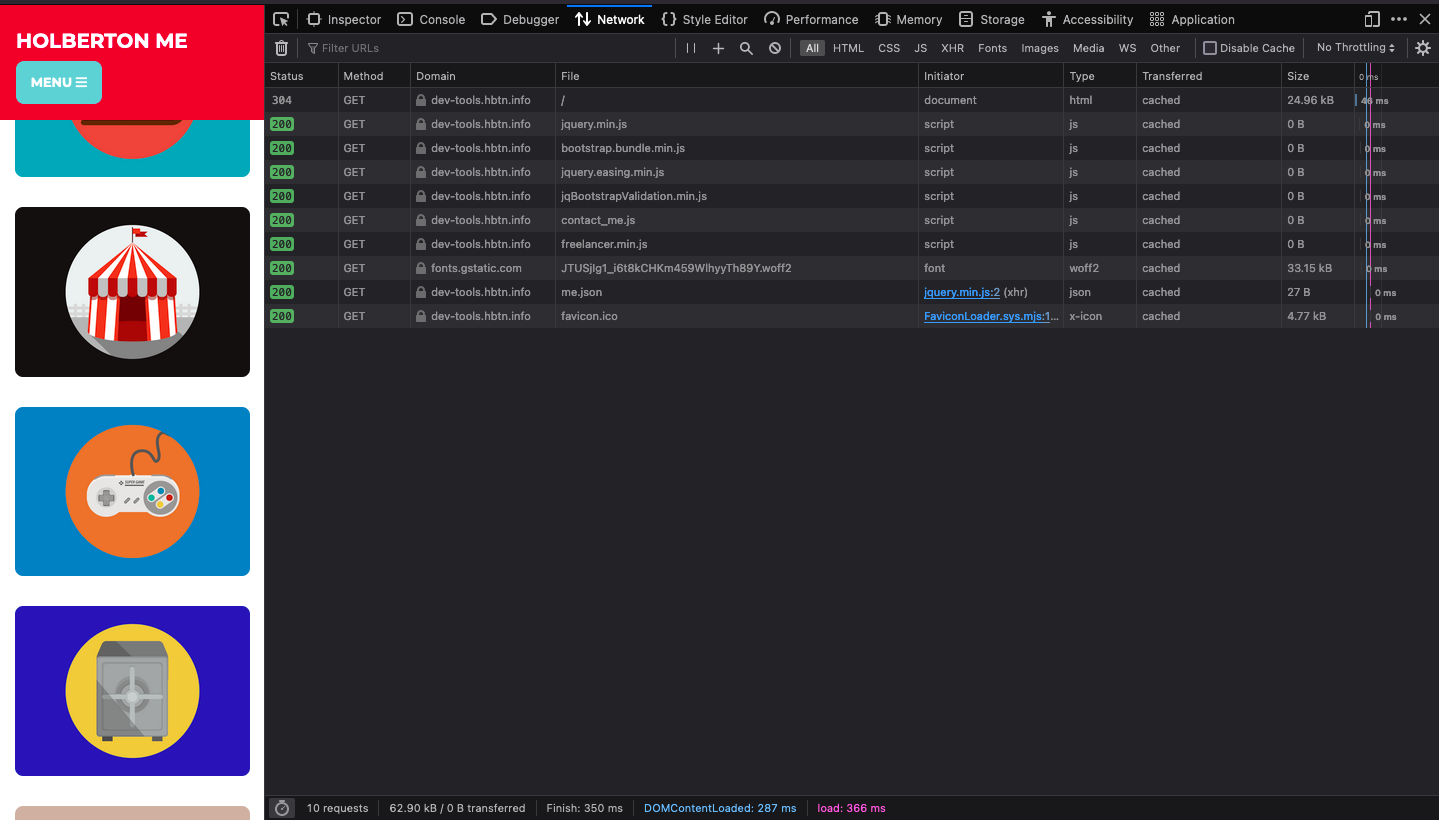 HOLBERTON ME
MENU
SUPER GAME
Inspector Console Debugger Network Style Editor Performance Memory Storage Accessibility Application
Filter URLs All HTML CSS JS XHR Fonts Images Media WS Other Disable Cache No Throttling
Status Method Domain File Initiator Type Transferred Size 0 ms
304 GET dev-tools.hbtn.info / document html cached 24.96 kB 46 ms
200 GET dev-tools.hbtn.info jquery.min.js script js cached 0 B 0 ms
200 GET dev-tools.hbtn.info bootstrap.bundle.min.js script js cached 0 B 0 ms
200 GET dev-tools.hbtn.info jquery.easing.min.js script js cached 0 B 0 ms
200 GET dev-tools.hbtn.info jqBootstrapValidation.min.js script js cached 0 B 0 ms
200 GET dev-tools.hbtn.info contact_me.js script js cached 0 B 0 ms
200 GET dev-tools.hbtn.info freelancer.min.js script js cached 0 B 0 ms
200 GET fonts.gstatic.com JTUSjIg1_i6t8kCHKm459WlhyyTh89Y.woff2 font woff2 cached 33.15 kB 0 ms
200 GET dev-tools.hbtn.info me.json jquery.min.js:2 (xhr) json cached 27 B 0 ms
200 GET dev-tools.hbtn.info favicon.ico FaviconLoader.sys.mjs:1… x-icon cached 4.77 kB 0 ms
10 requests 62.90 kB / 0 B transferred Finish: 350 ms DOMContentLoaded: 287 ms load: 366 ms